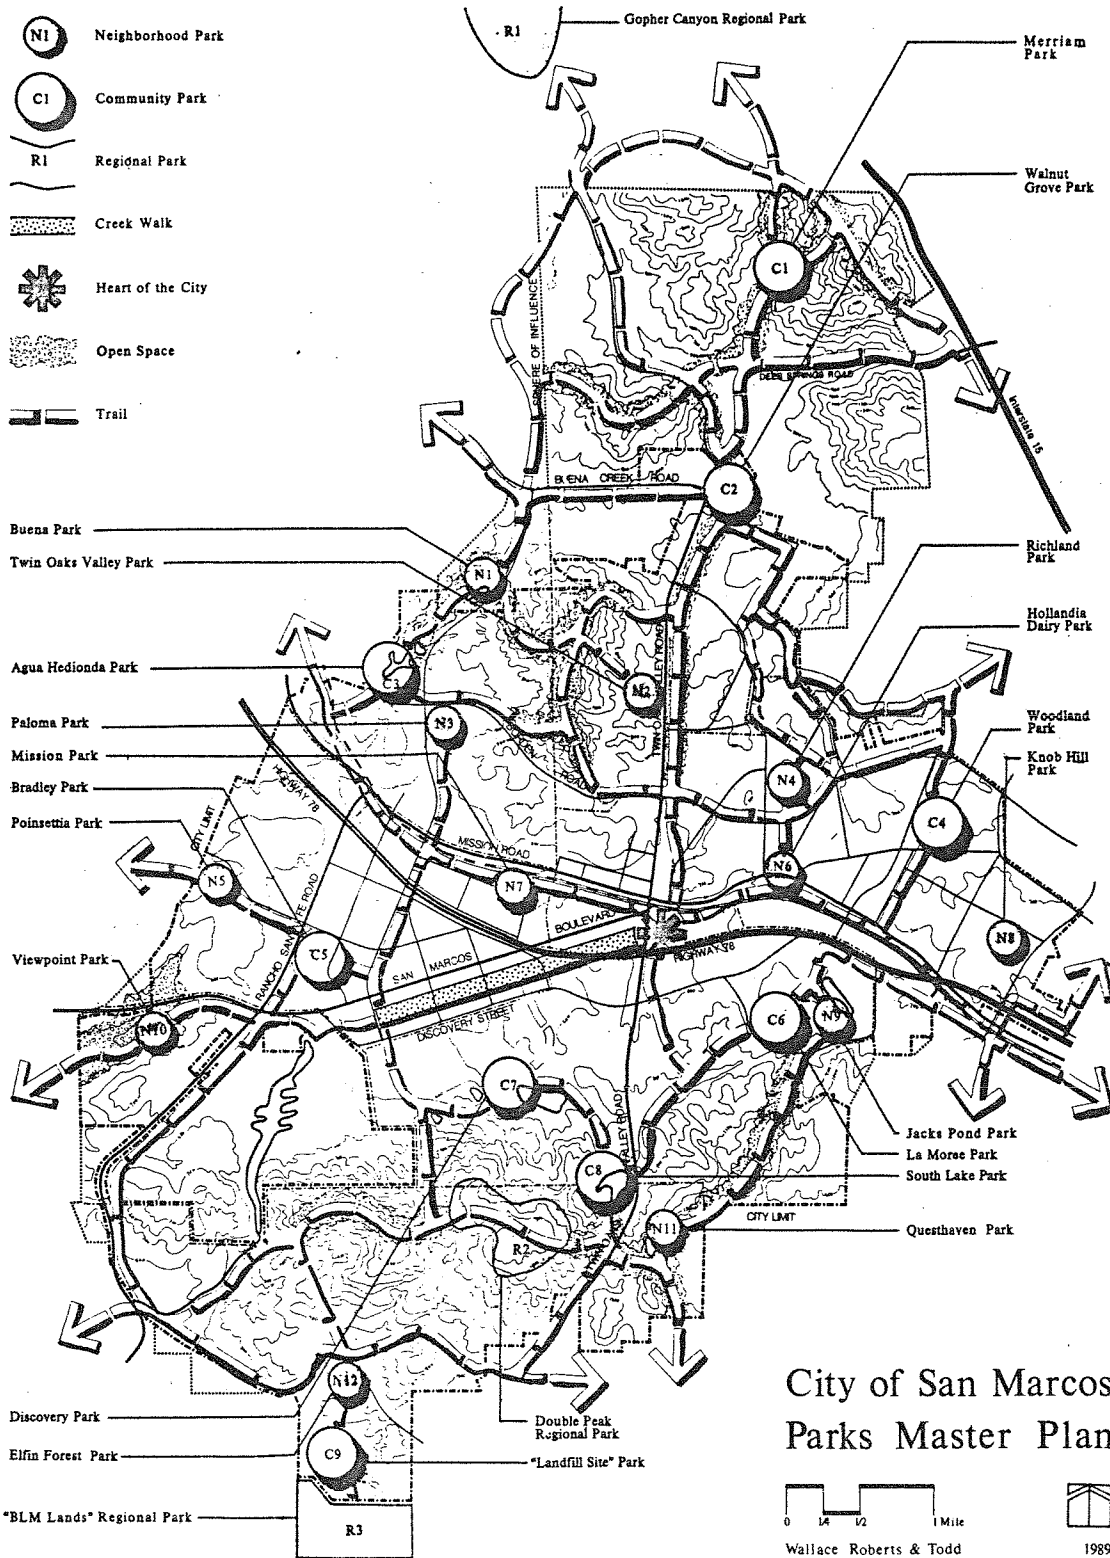 N1
Neighborhood Park
C1
Community Park
R1
Regional Park
Creek Walk
Heart of the City
Open Space
Trail
R1
Gopher Canyon Regional Park
Merriam
Park
Walnut
Grove Park
C1
SPHERE OF INFLUENCE
DEER SPRINGS ROAD
Interstate 15
BUENA CREEK ROAD
C2
Buena Park
Twin Oaks Valley Park
N1
Richland
Park
Hollandia
Dairy Park
Agua Hedionda Park
C3
N2
TWIN OAKS VALLEY ROAD
Paloma Park
N3
Mission Park
Woodland
Park
Knob Hill
Park
Bradley Park
HIGHWAY 78
ROAD
N4
C4
Poinsettia Park
CITY LIMIT
MISSION ROAD
N5
N6
N7
N8
RANCHO SANTA FE ROAD
BOULEVARD
SAN MARCOS
HIGHWAY 78
C5
Viewpoint Park
N10
DISCOVERY STREET
C6
N9
C7
VALLEY ROAD
Jacks Pond Park
La Moree Park
South Lake Park
C8
CITY LIMIT
N11
Questhaven Park
R2
N12
Discovery Park
Double Peak
Regional Park
Elfin Forest Park
C9
"Landfill Site" Park
"BLM Lands" Regional Park
R3
City of San Marcos
Parks Master Plan
0 1/4 1/2 1 Mile
Wallace Roberts & Todd
1989